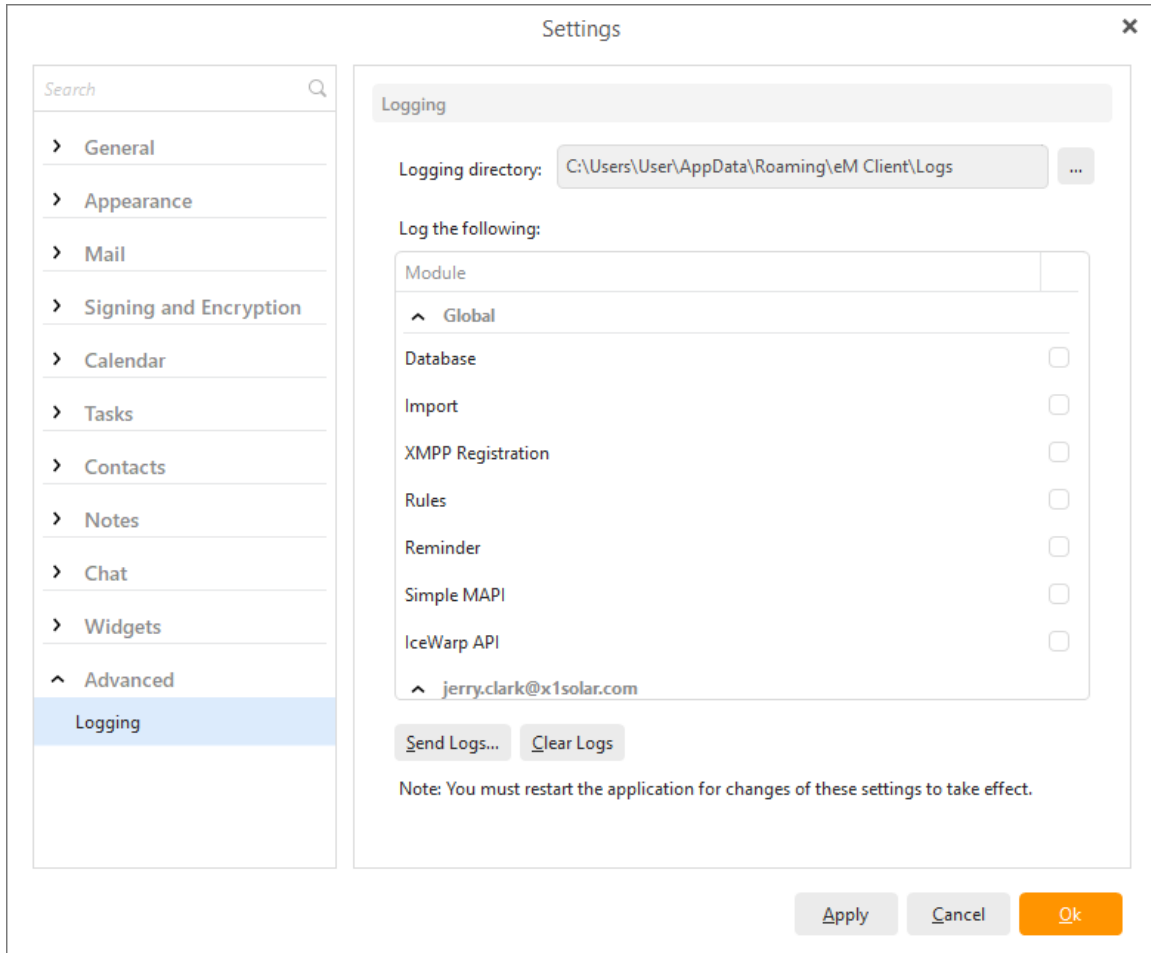 Settings
Search
General
Appearance
Mail
Signing and Encryption
Calendar
Tasks
Contacts
Notes
Chat
Widgets
Advanced
Logging
Logging
Logging directory: C:\Users\User\AppData\Roaming\eM Client\Logs ...
Log the following:
Module
Global
Database
Import
XMPP Registration
Rules
Reminder
Simple MAPI
IceWarp API
jerry.clark@x1solar.com
Send Logs... Clear Logs
Note: You must restart the application for changes of these settings to take effect.
Apply Cancel Ok